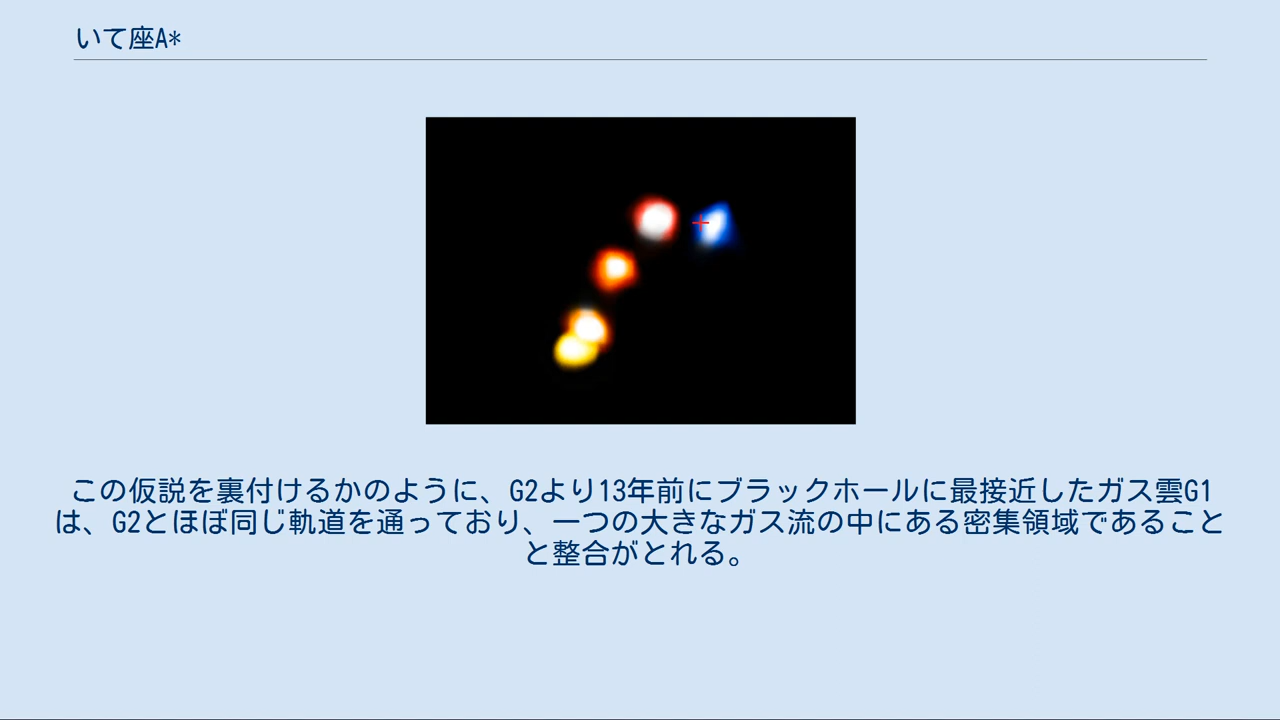 いて座A*
この仮説を裏付けるかのように、G2より13年前にブラックホールに最接近したガス雲G1
は、G2とほぼ同じ軌道を通っており、一つの大きなガス流の中にある密集領域であること
と整合がとれる。